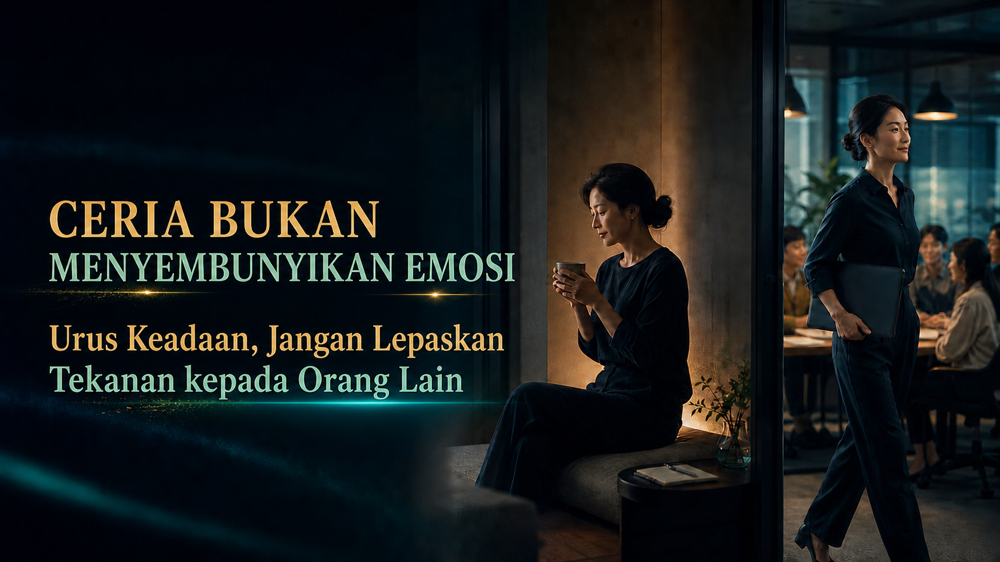 CERIA BUKAN
MENYEMBUNYIKAN EMOSI
Urus Keadaan, Jangan Lepaskan
Tekanan kepada Orang Lain